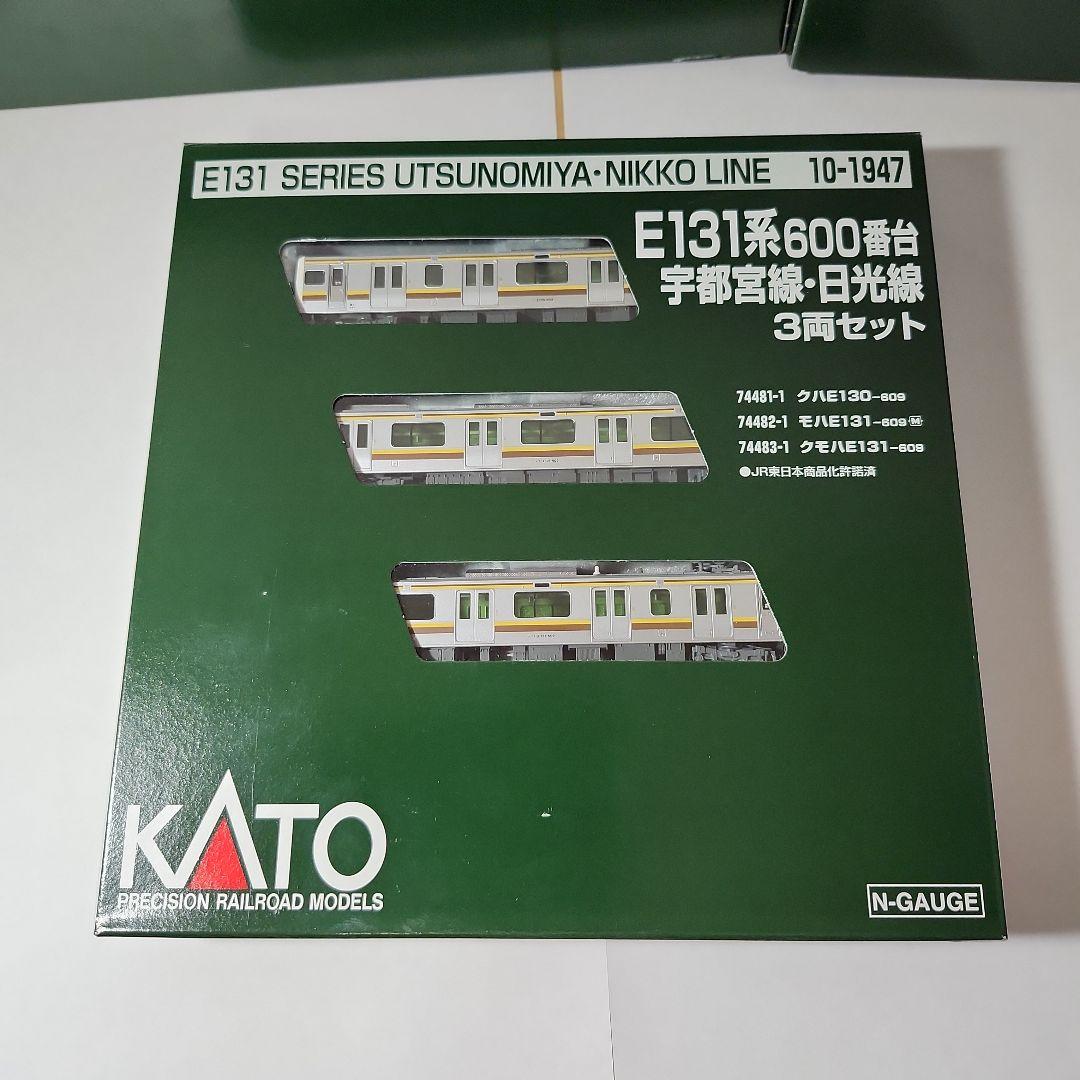 E131 SERIES UTSUNOMIYA・NIKKO LINE 10-1947
E131系600番台
宇都宮線・日光線
3両セット
74481-1 クハE130-609
74482-1 モハE131-609 M
74483-1 クモハE131-609
●JR東日本商品化許諾済
KATO
PRECISION RAILROAD MODELS
N-GAUGE